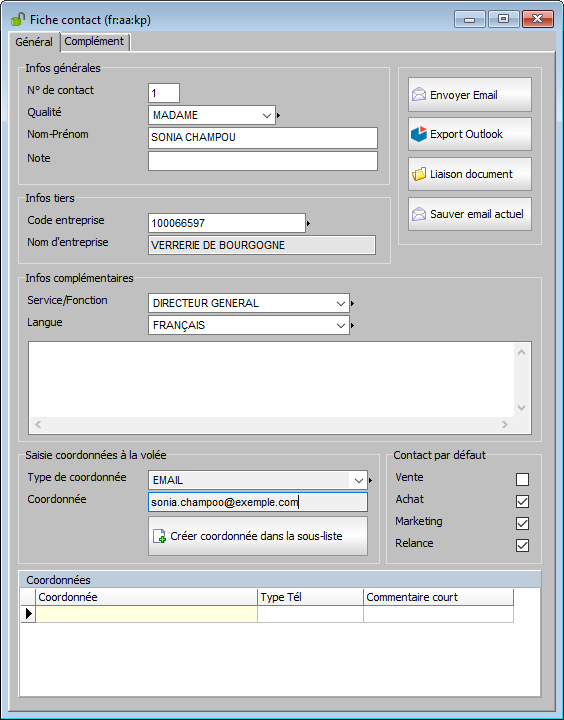 Fiche contact (fr:aa:kp)
Général
Complément
Infos générales
N° de contact
1
Qualité
MADAME
Nom-Prénom
SONIA CHAMPOU
Note
Envoyer Email
Export Outlook
Liaison document
Sauver email actuel
Infos tiers
Code entreprise
100066597
Nom d'entreprise
VERRERIE DE BOURGOGNE
Infos complémentaires
Service/Fonction
DIRECTEUR GENERAL
Langue
FRANÇAIS
Saisie coordonnées à la volée
Type de coordonnée
EMAIL
Coordonnée
sonia.champoo@exemple.com
Créer coordonnée dans la sous-liste
Contact par défaut
Vente
Achat
Marketing
Relance
Coordonnées
Coordonnée
Type Tél
Commentaire court